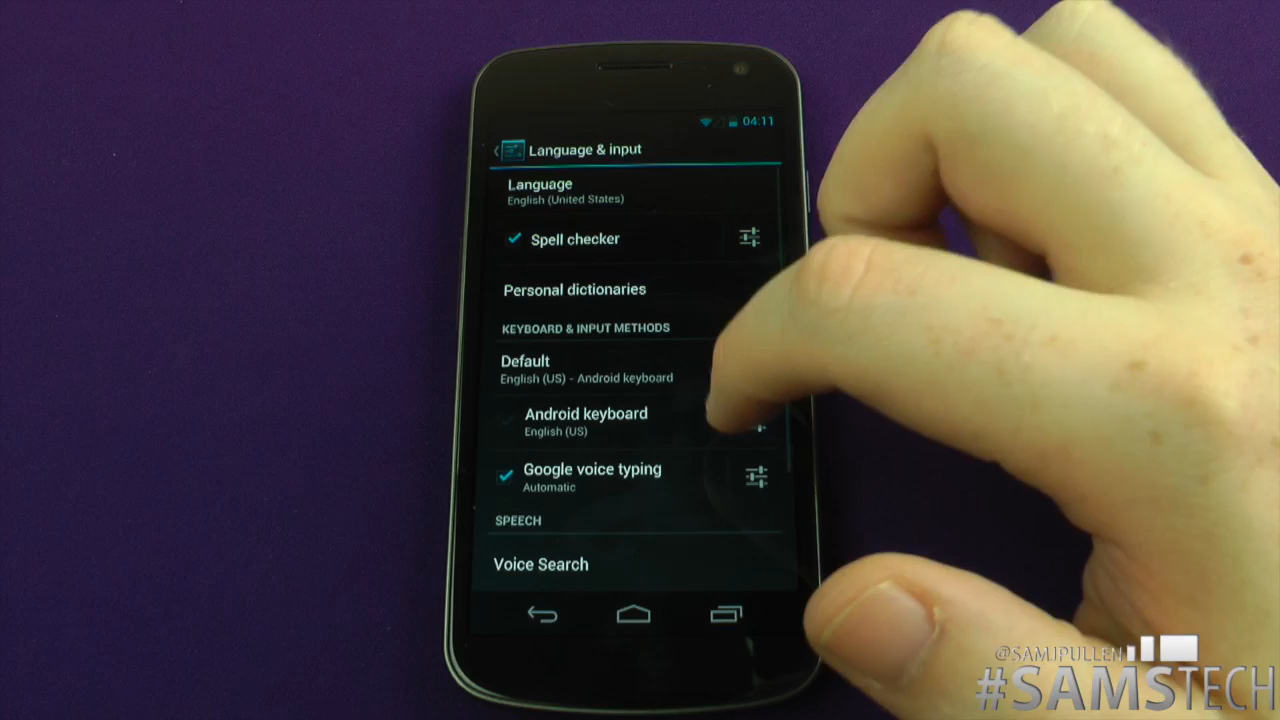 04:11
Language & input
Language
English (United States)
Spell checker
Personal dictionaries
KEYBOARD & INPUT METHODS
Default
English (US) - Android keyboard
Android keyboard
English (US)
Google voice typing
Automatic
SPEECH
Voice Search
@SAMJPULLEN
#SAMSTECH